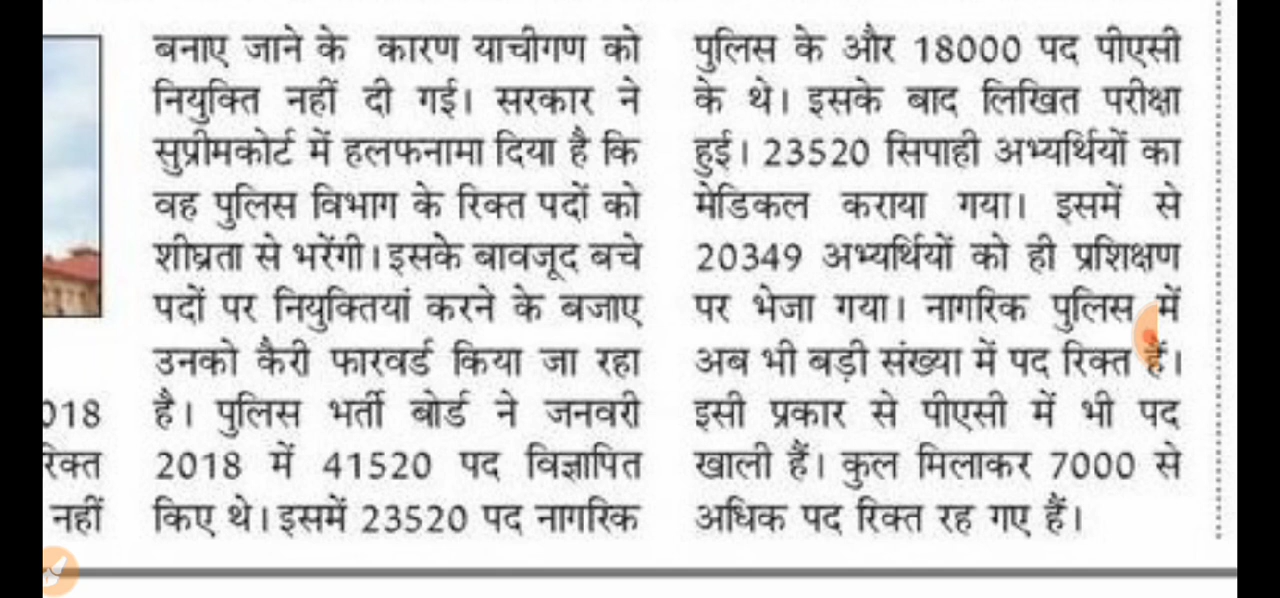 018
रिक्त
नहीं
बनाए जाने के कारण याचीगण को
नियुक्ति नहीं दी गई। सरकार ने
सुप्रीमकोर्ट में हलफनामा दिया है कि
वह पुलिस विभाग के रिक्त पदों को
शीघ्रता से भरेंगी। इसके बावजूद बचे
पदों पर नियुक्तियां करने के बजाए
उनको कैरी फारवर्ड किया जा रहा
है। पुलिस भर्ती बोर्ड ने जनवरी
2018 में 41520 पद विज्ञापित
किए थे। इसमें 23520 पद नागरिक
पुलिस के और 18000 पद पीएसी
के थे। इसके बाद लिखित परीक्षा
हुई। 23520 सिपाही अभ्यर्थियों का
मेडिकल कराया गया। इसमें से
20349 अभ्यर्थियों को ही प्रशिक्षण
पर भेजा गया। नागरिक पुलिस में
अब भी बड़ी संख्या में पद रिक्त हैं।
इसी प्रकार से पीएसी में भी पद
खाली हैं। कुल मिलाकर 7000 से
अधिक पद रिक्त रह गए हैं।